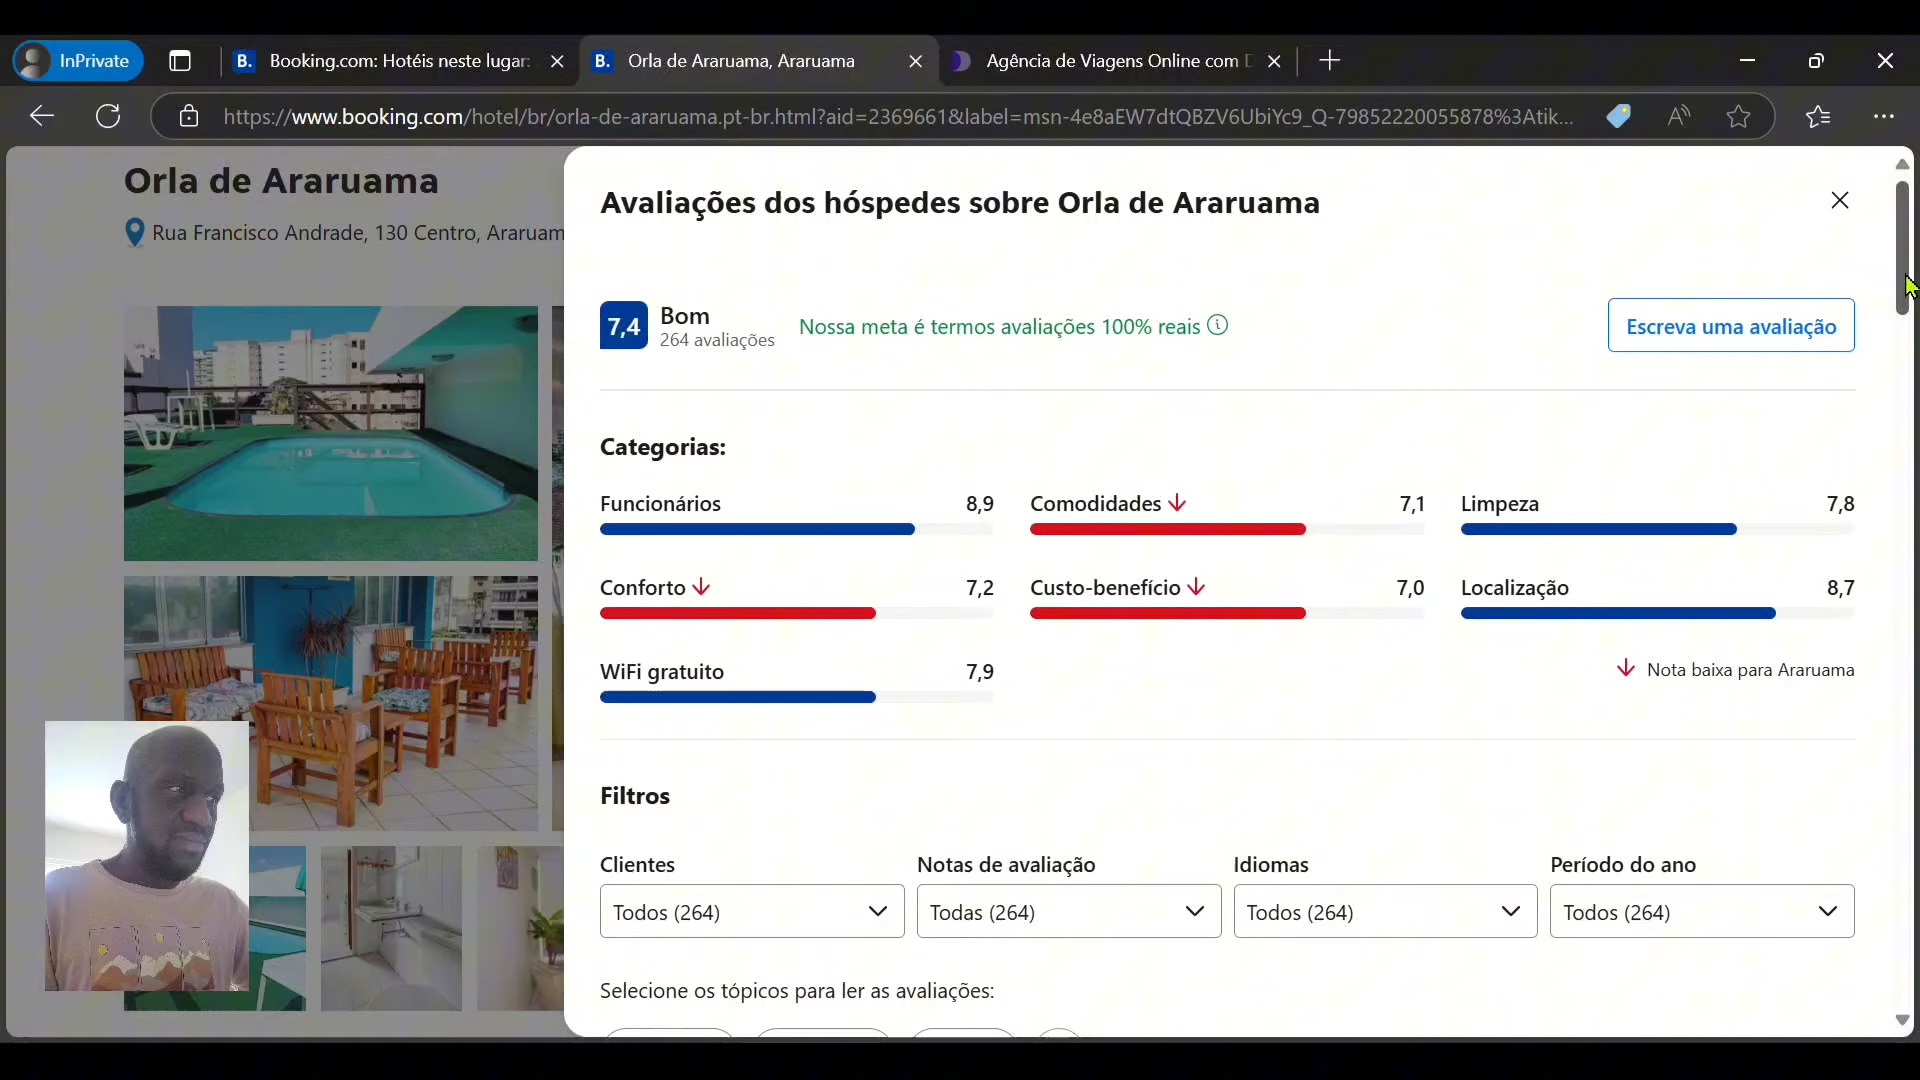 InPrivate
B. Booking.com: Hotéis neste lugar:
B. Orla de Araruama, Araruama
Agência de Viagens Online com D
https://www.booking.com/hotel/br/orla-de-araruama.pt-br.html?aid=2369661&label=msn-4e8aEW7dtQBZV6UbiYc9_Q-79852220055878%3Atik...
Orla de Araruama
Rua Francisco Andrade, 130 Centro, Araruam
Avaliações dos hóspedes sobre Orla de Araruama
7,4
Bom
264 avaliações
Nossa meta é termos avaliações 100% reais
Escreva uma avaliação
Categorias:
Funcionários 8,9
Comodidades 7,1
Limpeza 7,8
Conforto 7,2
Custo-benefício 7,0
Localização 8,7
WiFi gratuito 7,9
Nota baixa para Araruama
Filtros
Clientes
Notas de avaliação
Idiomas
Período do ano
Todos (264)
Todas (264)
Todos (264)
Todos (264)
Selecione os tópicos para ler as avaliações: